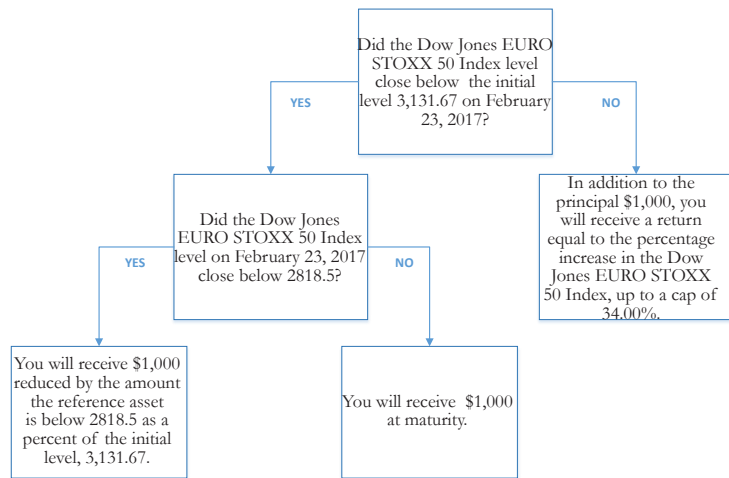 Did the Dow Jones EURO
STOXX 50 Index level
close below the initial
level 3,131.67 on February
23, 2017?
YES
NO
Did the Dow Jones
EURO STOXX 50 Index
level on February 23, 2017
close below 2818.5?
In addition to the
principal $1,000, you
will receive a return
equal to the percentage
increase in the Dow
Jones EURO STOXX
50 Index, up to a cap of
34.00%.
YES
NO
You will receive $1,000
reduced by the amount
the reference asset
is below 2818.5 as a
percent of the initial
level, 3,131.67.
You will receive $1,000
at maturity.